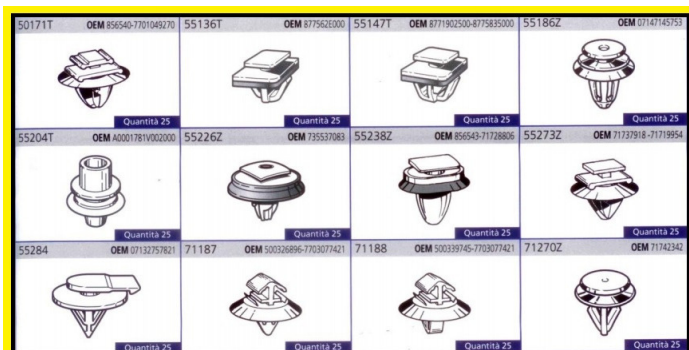 50171T OEM 856540-7701049270
55136T OEM 877562E000
55147T OEM 8771902500-8775835000
55186Z OEM 07147145753
Quantità 25
Quantità 25
Quantità 25
Quantità 25
55204T OEM A0001781V002000
55226Z OEM 735537083
55238Z OEM 856543-71728806
55273Z OEM 71737918 -71719954
Quantità 25
Quantità 25
Quantità 25
Quantità 25
55284 OEM 07132757821
71187 OEM 500326896-7703077421
71188 OEM 500339745-7703077421
71270Z OEM 71742342
Quantità 25
Quantità 25
Quantità 25
Quantità 25